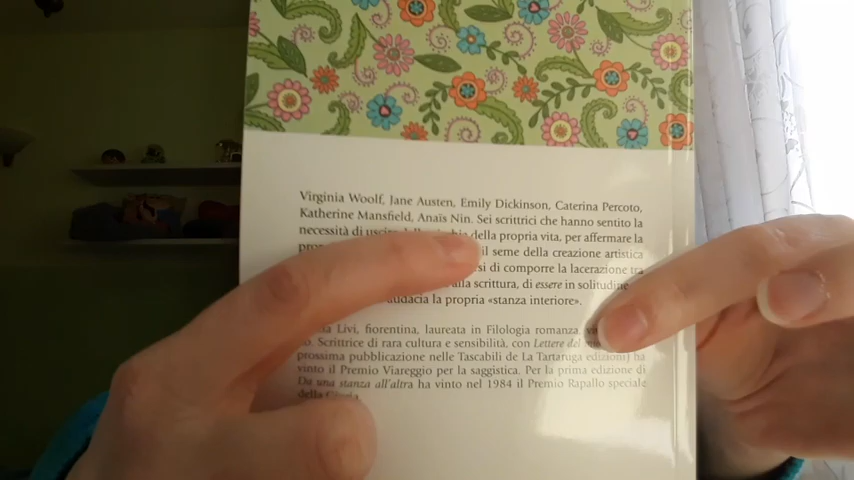 Virginia Woolf, Jane Austen, Emily Dickinson, Caterina Percoto,
Katherine Mansfield, Anaïs Nin. Sei scrittrici che hanno sentito la
necessità di uscire della propria vita, per affermare la
il seme della creazione artistica
di comporre la lacerazione tra
alla scrittura, di essere in solitudine
audacia la propria «stanza interiore».
Livi, fiorentina, laureata in Filologia romanza,
Scrittrice di rara cultura e sensibilità, con Lettere del
prossima pubblicazione nelle Tascabili de La Tartaruga edizioni) ha
vinto il Premio Viareggio per la saggistica. Per la prima edizione di
Da una stanza all'altra ha vinto nel 1984 il Premio Rapallo speciale
della